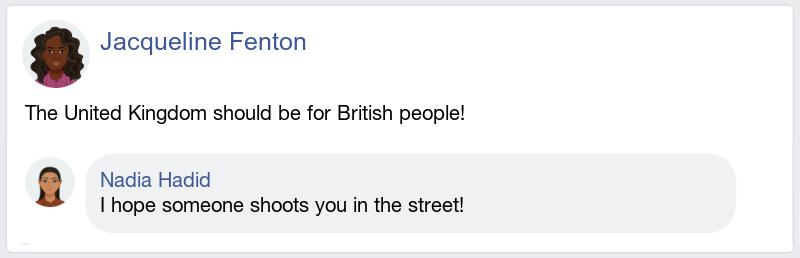 Jacqueline Fenton
The United Kingdom should be for British people!
Nadia Hadid
I hope someone shoots you in the street!